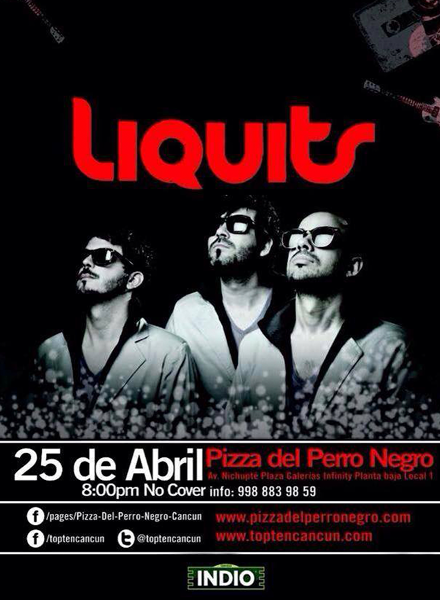 LIQUITS
25 de Abril
Pizza del Perro Negro
Av. Nichupté Plaza Galerías Infinity Planta baja Local 1
8:00pm No Cover info: 998 883 98 59
/pages/Pizza-Del-Perro-Negro-Cancun
www.pizzadelperronegro.com
/toptencancun
@toptencancun
www.toptencancun.com
INDIO